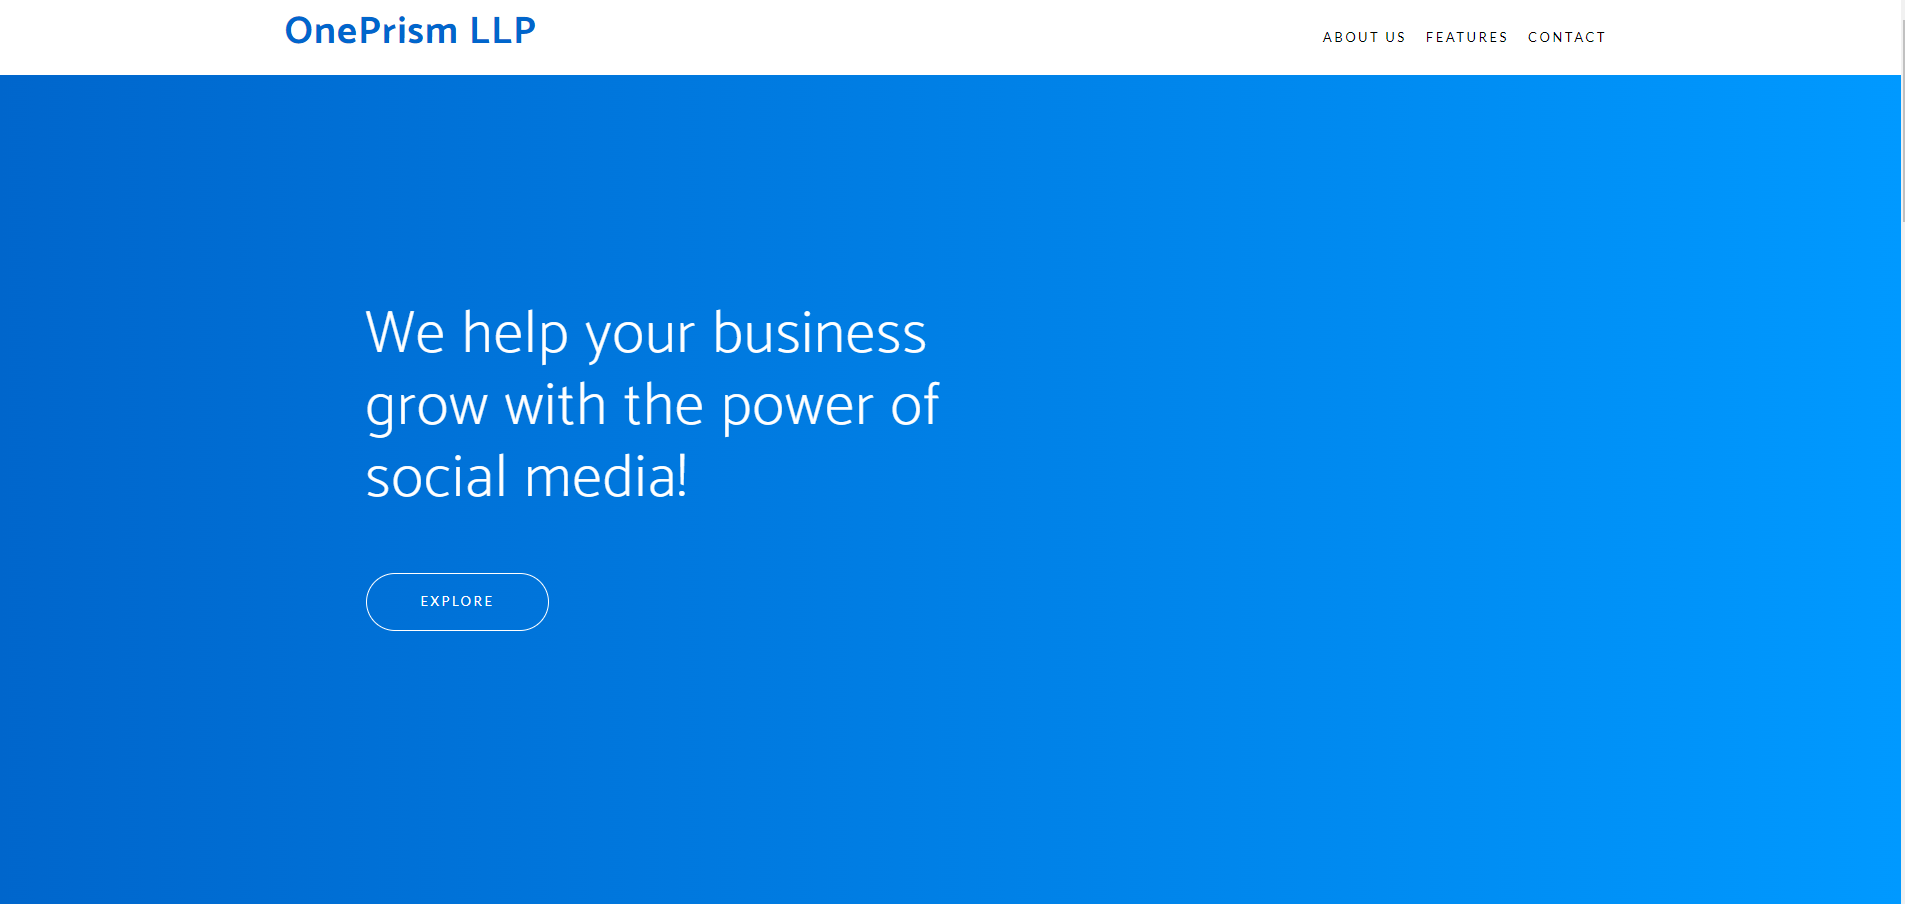 OnePrism LLP
ABOUT US FEATURES CONTACT
We help your business
grow with the power of
social media!
EXPLORE